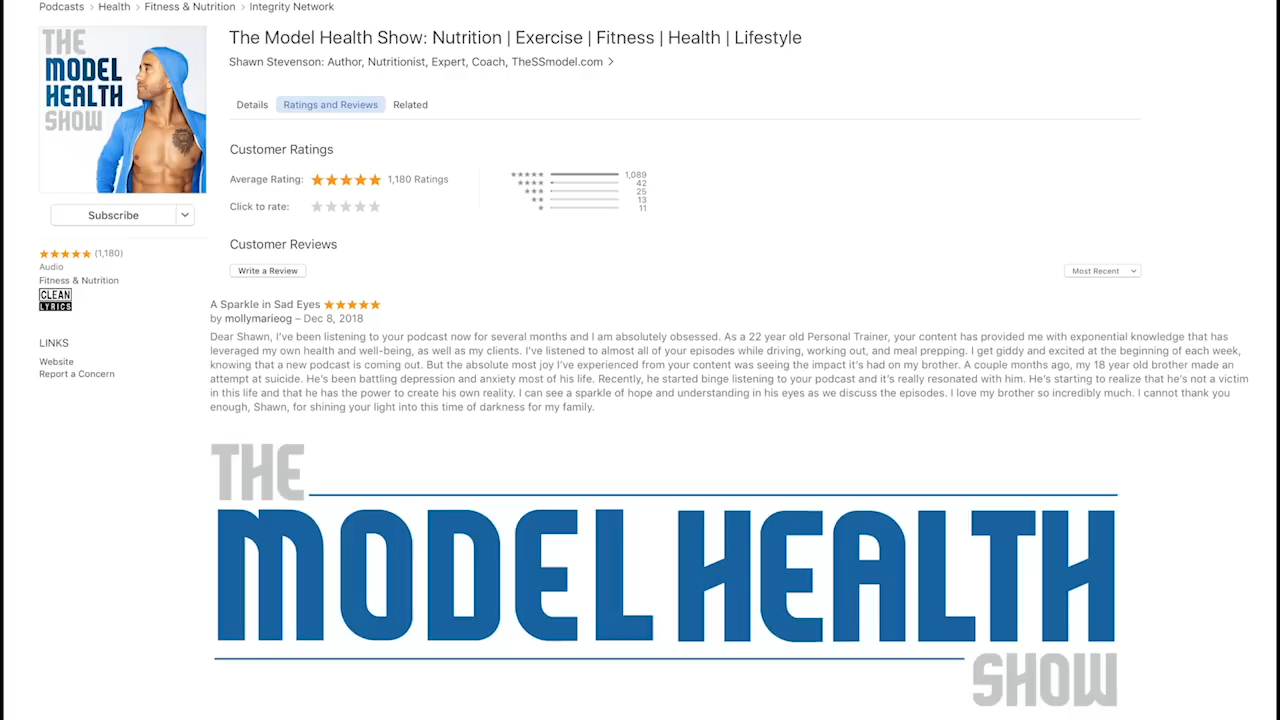 Podcasts > Health > Fitness & Nutrition > Integrity Network
THE
MODEL
HEALTH
SHOW
The Model Health Show: Nutrition | Exercise | Fitness | Health | Lifestyle
Shawn Stevenson: Author, Nutritionist, Expert, Coach, TheSSmodel.com >
Details Ratings and Reviews Related
Customer Ratings
Average Rating: ★★★★★ 1,180 Ratings
Click to rate: ★★★★★
★★★★★ 1,089
★★★★ 42
★★★ 25
★★ 13
★ 11
Subscribe
★★★★★ (1,180)
Audio
Fitness & Nutrition
CLEAN
LYRICS
LINKS
Website
Report a Concern
Customer Reviews
Write a Review
Most Recent
A Sparkle in Sad Eyes ★★★★★
by mollymarieog – Dec 8, 2018
Dear Shawn, I’ve been listening to your podcast now for several months and I am absolutely obsessed. As a 22 year old Personal Trainer, your content has provided me with exponential knowledge that has
leveraged my own health and well-being, as well as my clients. I’ve listened to almost all of your episodes while driving, working out, and meal prepping. I get giddy and excited at the beginning of each week,
knowing that a new podcast is coming out. But the absolute most joy I’ve experienced from your content was seeing the impact it’s had on my brother. A couple months ago, my 18 year old brother made an
attempt at suicide. He’s been battling depression and anxiety most of his life. Recently, he started binge listening to your podcast and it’s really resonated with him. He’s starting to realize that he’s not a victim
in this life and that he has the power to create his own reality. I can see a sparkle of hope and understanding in his eyes as we discuss the episodes. I love my brother so incredibly much. I cannot thank you
enough, Shawn, for shining your light into this time of darkness for my family.
THE
MODEL HEALTH
SHOW